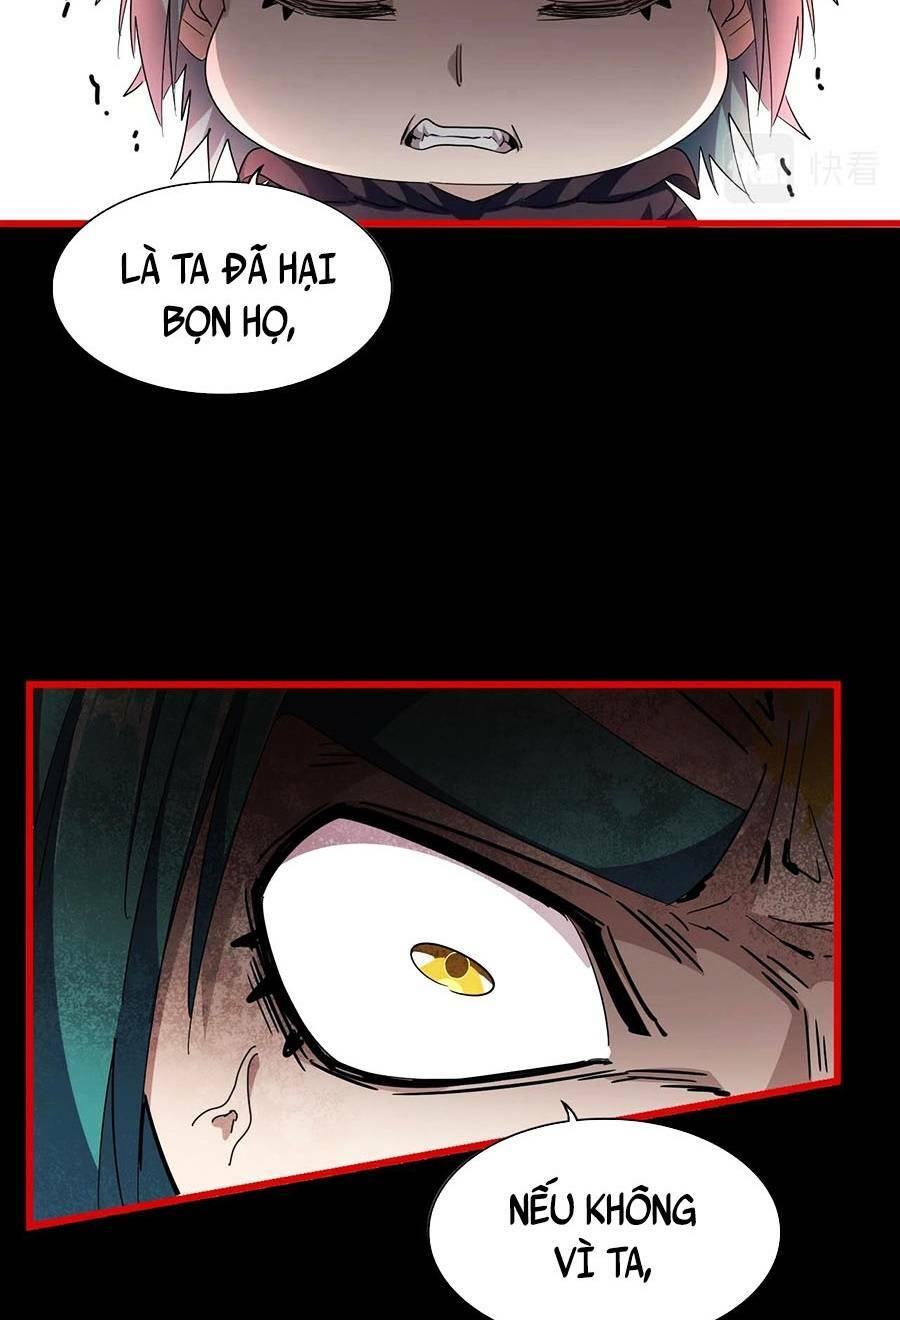 快看
LÀ TA ĐÃ HẠI
BỌN HỌ,
NẾU KHÔNG
VÌ TA,